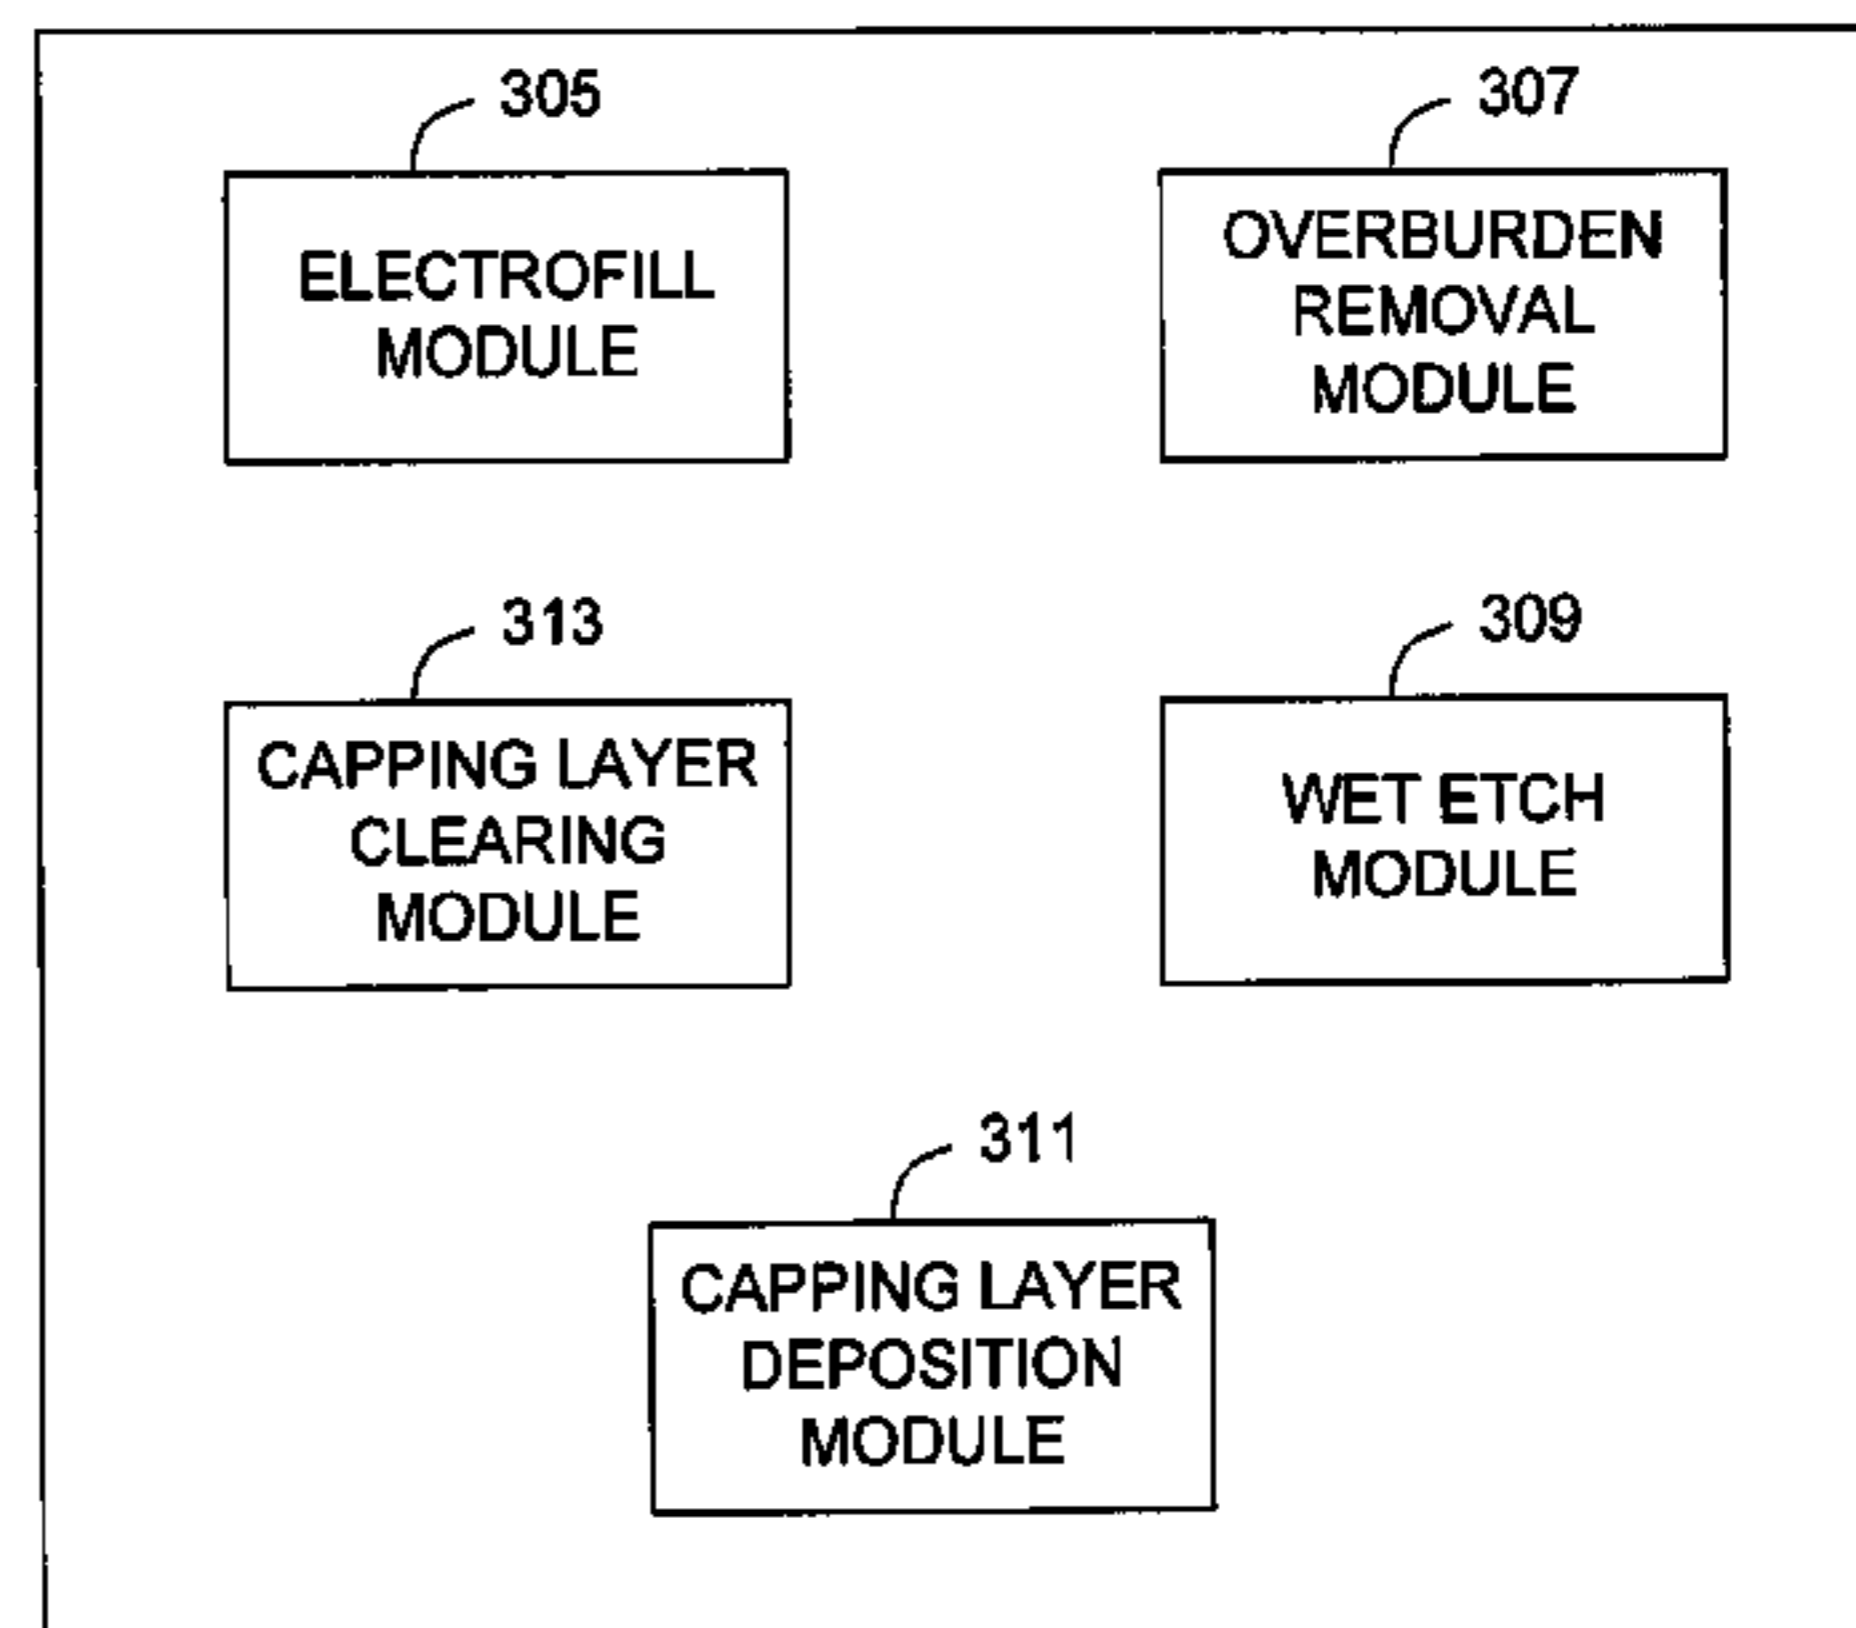 305
ELECTROFILL
MODULE
307
OVERBURDEN
REMOVAL
MODULE
313
CAPPING LAYER
CLEARING
MODULE
309
WET ETCH
MODULE
311
CAPPING LAYER
DEPOSITION
MODULE